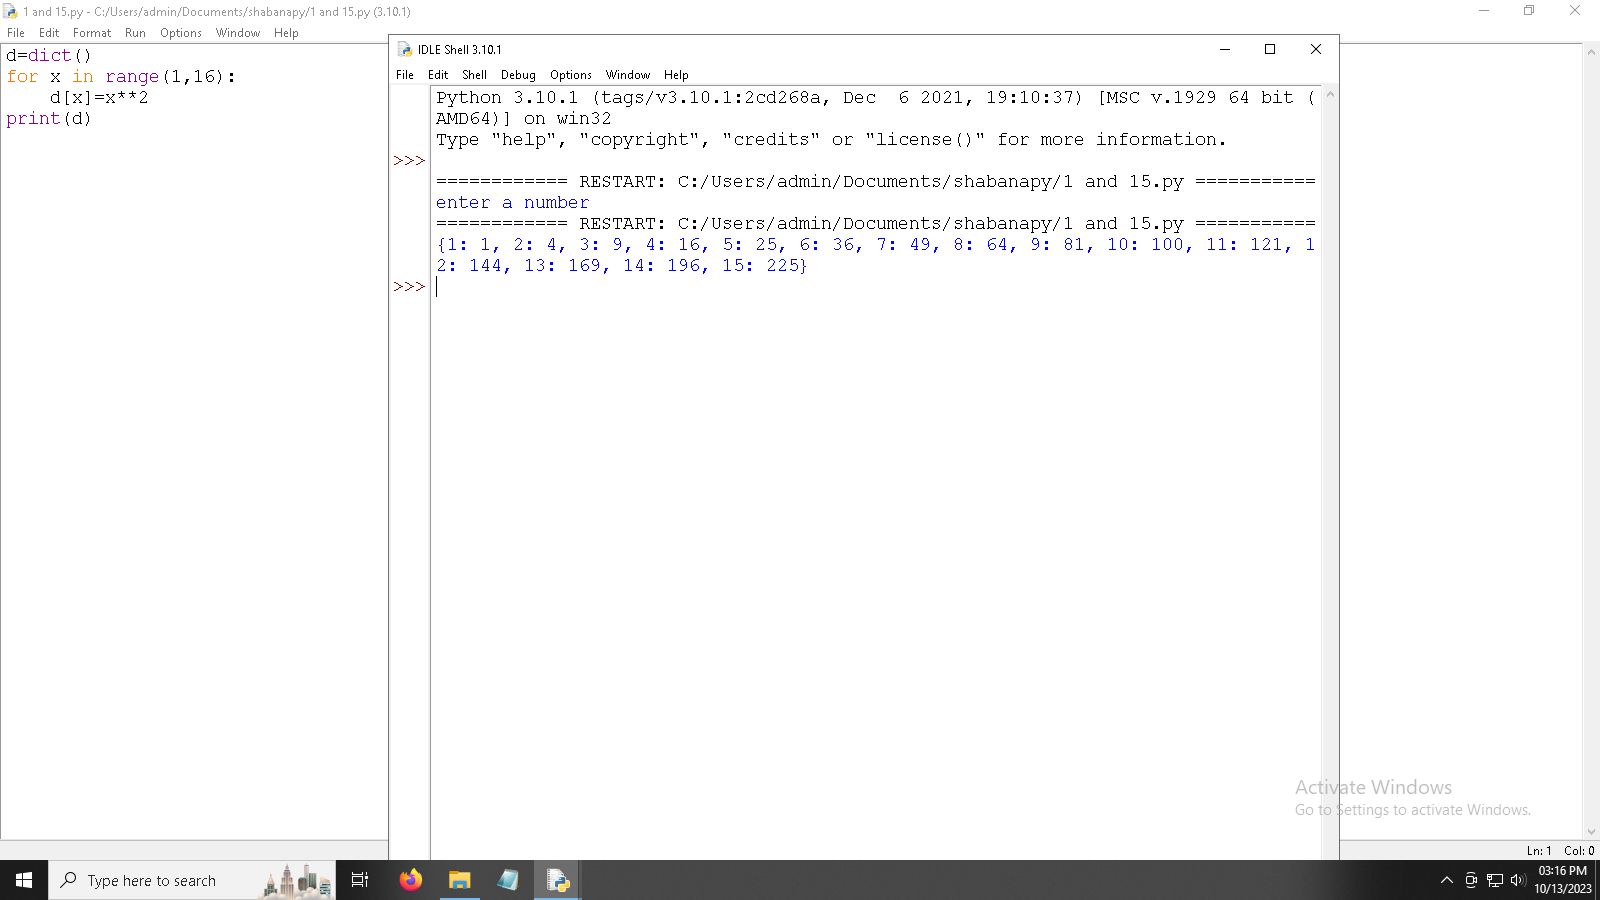 1 and 15.py - C:/Users/admin/Documents/shabanapy/1 and 15.py (3.10.1)
File Edit Format Run Options Window Help
d=dict()
for x in range(1,16):
    d[x]=x**2
print(d)
IDLE Shell 3.10.1
File Edit Shell Debug Options Window Help
Python 3.10.1 (tags/v3.10.1:2cd268a, Dec  6 2021, 19:10:37) [MSC v.1929 64 bit (
AMD64)] on win32
Type "help", "copyright", "credits" or "license()" for more information.
>>>
============ RESTART: C:/Users/admin/Documents/shabanapy/1 and 15.py ===========
enter a number
============ RESTART: C:/Users/admin/Documents/shabanapy/1 and 15.py ===========
{1: 1, 2: 4, 3: 9, 4: 16, 5: 25, 6: 36, 7: 49, 8: 64, 9: 81, 10: 100, 11: 121, 1
2: 144, 13: 169, 14: 196, 15: 225}
>>>
Activate Windows
Go to Settings to activate Windows.
Ln: 1 Col: 0
Type here to search
03:16 PM
10/13/2023